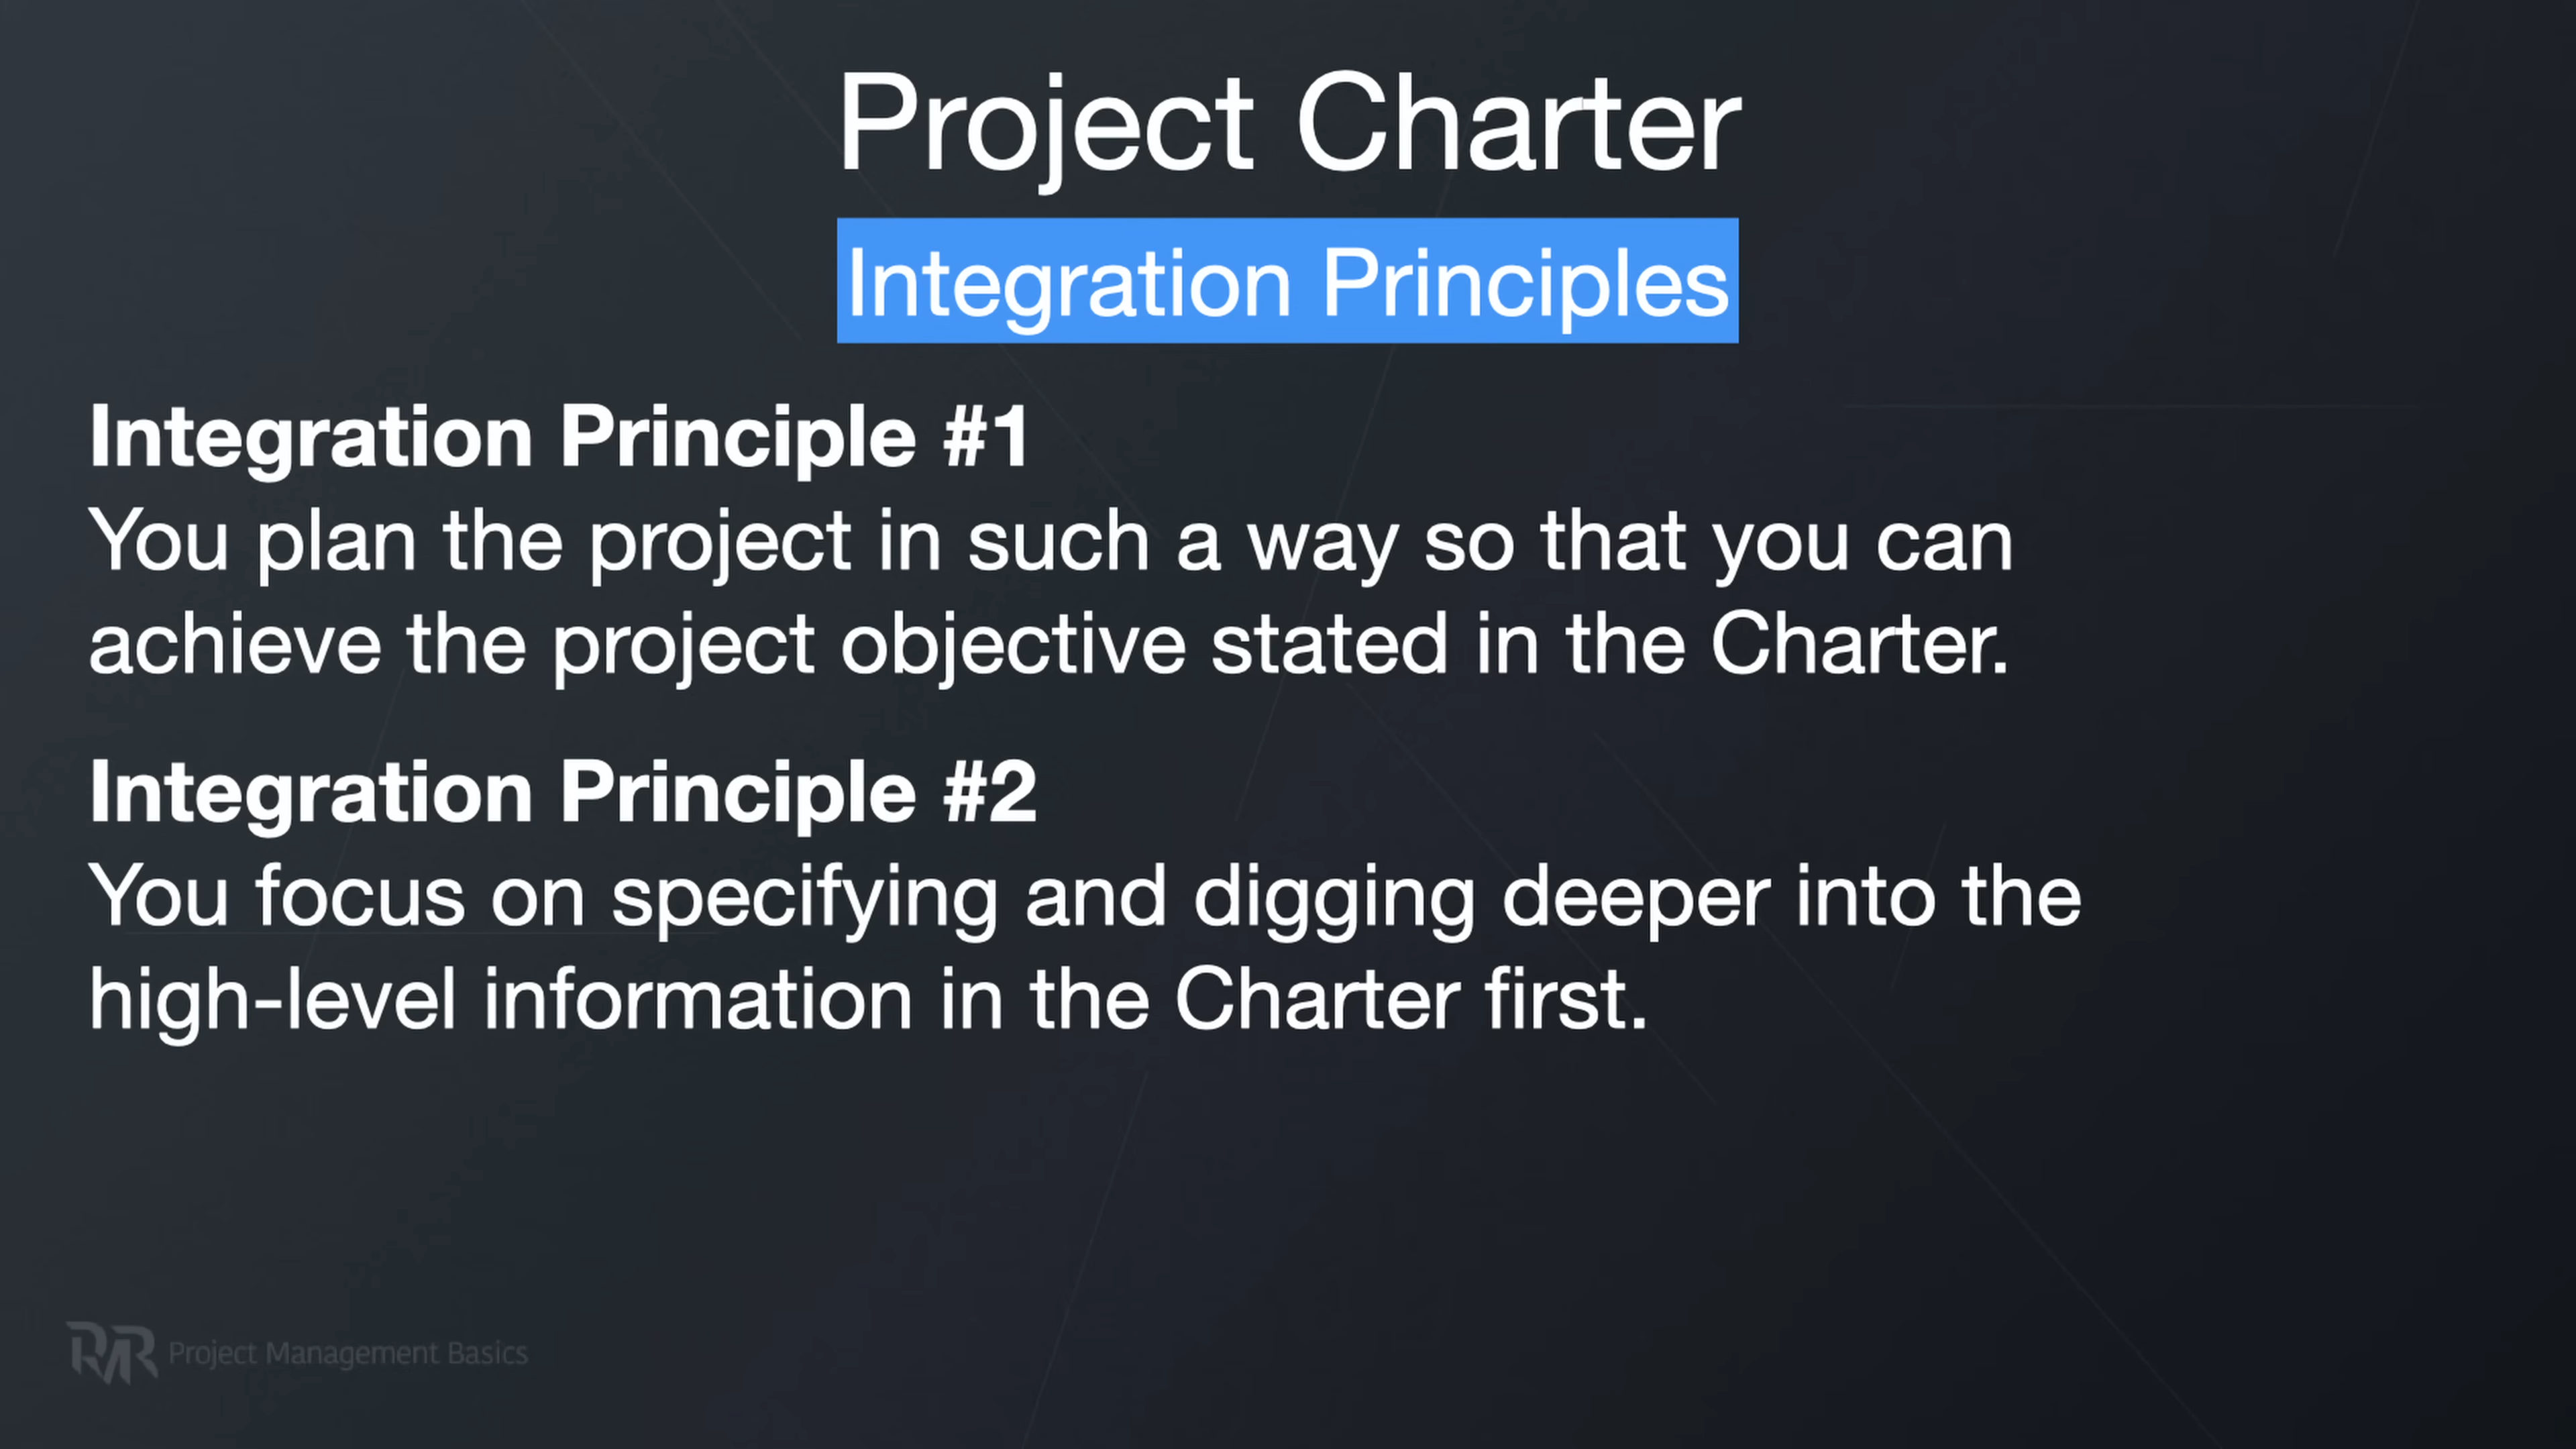 Project Charter
Integration Principles
Integration Principle #1
You plan the project in such a way so that you can
achieve the project objective stated in the Charter.
Integration Principle #2
You focus on specifying and digging deeper into the
high-level information in the Charter first.
Project Management Basics